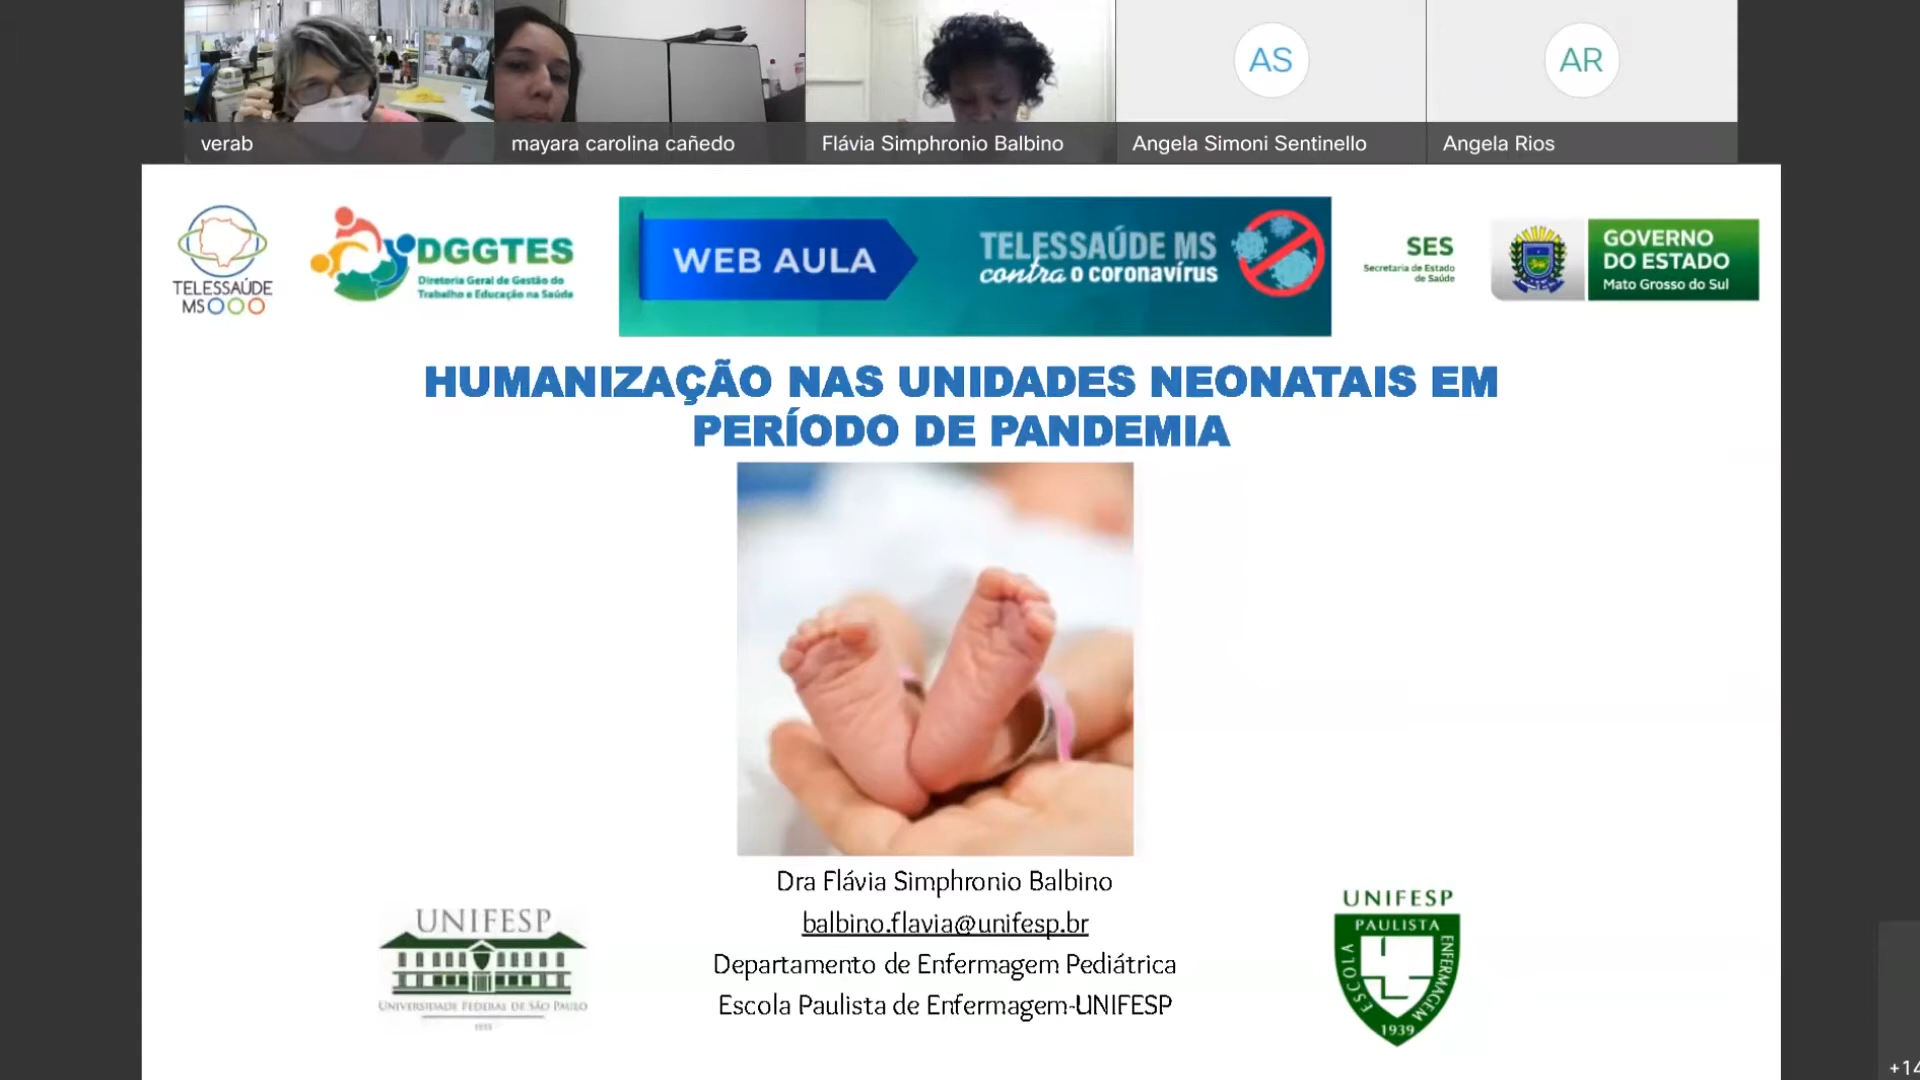 verab
mayara carolina cañedo
Flávia Simphronio Balbino
AS
Angela Simoni Sentinello
AR
Angela Rios
TELESSAÚDE
MS
DGGTES
Diretoria Geral de Gestão do
Trabalho e Educação na Saúde
WEB AULA
TELESSAÚDE MS
contra o coronavírus
SES
Secretaria de Estado
de Saúde
GOVERNO
DO ESTADO
Mato Grosso do Sul
HUMANIZAÇÃO NAS UNIDADES NEONATAIS EM
PERÍODO DE PANDEMIA
Dra Flávia Simphronio Balbino
balbino.flavia@unifesp.br
Departamento de Enfermagem Pediátrica
Escola Paulista de Enfermagem-UNIFESP
UNIFESP
UNIVERSIDADE FEDERAL DE SÃO PAULO
UNIFESP
PAULISTA
ESCOLA
ENFERMAGEM
1939
+14